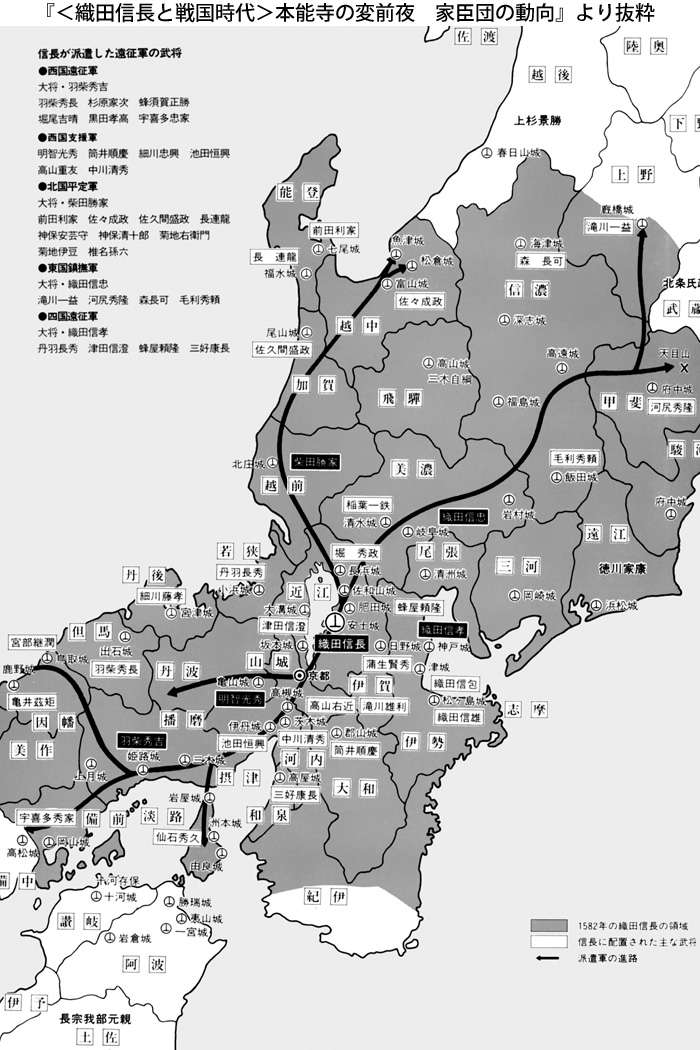 『＜織田信長と戦国時代＞本能寺の変前夜　家臣団の動向』より抜粋
信長が派遣した遠征軍の武将
●西国遠征軍
大将・羽柴秀吉
羽柴秀長　杉原家次　蜂須賀正勝
堀尾吉晴　黒田孝高　宇喜多忠家
●西国支援軍
明智光秀　筒井順慶　細川忠興　池田恒興
高山重友　中川清秀
●北国平定軍
大将・柴田勝家
前田利家　佐々成政　佐久間盛政　長連龍
神保安芸守　神保清十郎　菊地右衛門
菊地伊豆　椎名孫六
●東国鎮撫軍
大将・織田信忠
滝川一益　河尻秀隆　森長可　毛利秀頼
●四国遠征軍
大将・織田信孝
丹羽長秀　津田信澄　蜂屋頼隆　三好康長
佐渡
陸奥
越後
上杉景勝
春日山城
上野
厩橋城
滝川一益
能登
前田利家
七尾城
長　連龍
福水城
魚津城
松倉城
富山城
佐々成政
海津城
森　長可
信濃
北条氏政
武蔵
尾山城
佐久間盛政
越中
深志城
高遠城
天目山
加賀
飛驒
高山城
三木自綱
福島城
甲斐
府中城
河尻秀隆
北庄城
柴田勝家
越前
美濃
毛利秀頼
飯田城
駿河
稲葉一鉄
清水城
織田信忠
岩村城
府中城
岐阜城
遠江
若狭
丹羽長秀
小浜城
堀　秀政
長浜城
尾張
清洲城
三河
徳川家康
丹後
細川藤孝
宮津城
近江
佐和山城
大溝城
肥田城
蜂屋頼隆
岡崎城
浜松城
但馬
宮部継潤
鳥取城
出石城
羽柴秀長
津田信澄
安土城
織田信孝
坂本城
織田信長
日野城
神戸城
鹿野城
亀井茲矩
丹波
山城
京都
蒲生賢秀
津城
亀山城
伊賀
織田信包
明智光秀
高槻城
松ヶ島城
因幡
播磨
高山右近
滝川雄利
織田信雄
志摩
美作
羽柴秀吉
池田恒興
伊丹城
茨木城
郡山城
中川清秀
筒井順慶
伊勢
姫路城
三木城
河内
上月城
摂津
高屋城
大和
三好康長
岩屋城
宇喜多秀家
備前
淡路
洲本城
和泉
高松城
岡山城
仙石秀久
由良城
備中
十河存保
十河城
勝瑞城
紀伊
讃岐
夷山城
一宮城
岩倉城
阿波
伊予
長宗我部元親
土佐
1582年の織田信長の領域
信長に配置された主な武将
派遣軍の進路